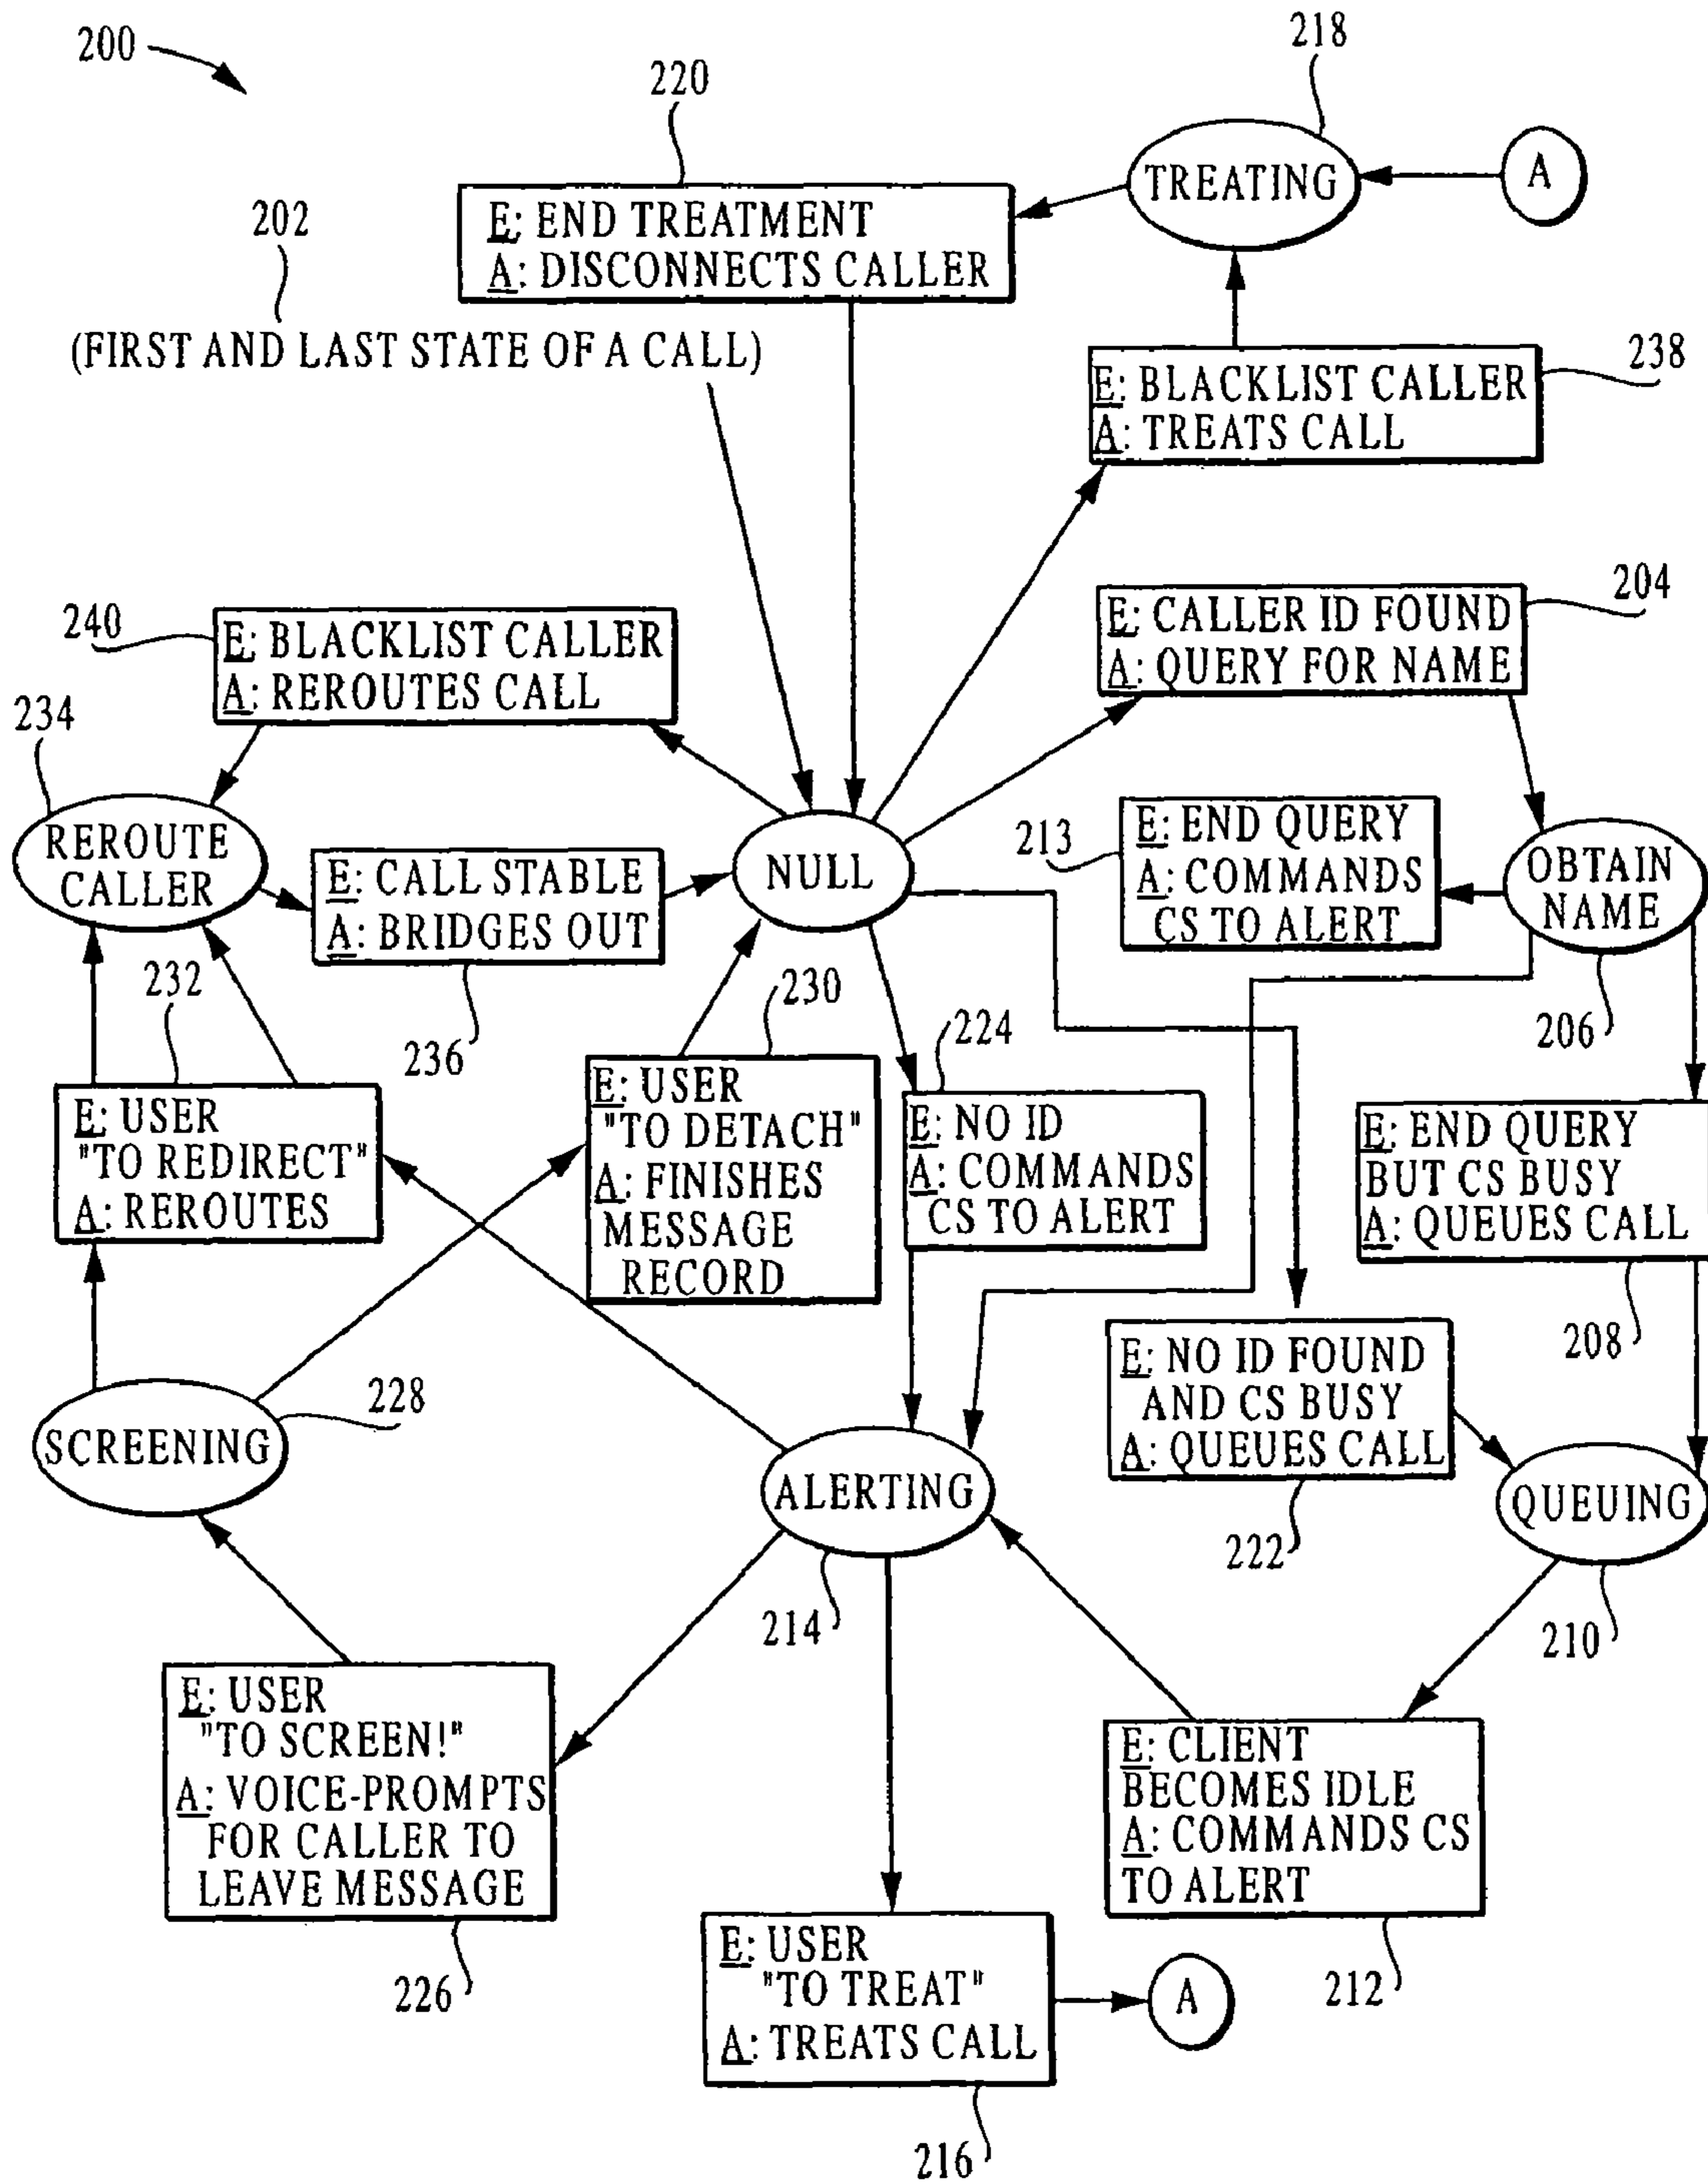 200
218
220
TREATING
A
202
E: END TREATMENT
A: DISCONNECTS CALLER
(FIRST AND LAST STATE OF A CALL)
238
E: BLACKLIST CALLER
A: TREATS CALL
204
E: CALLER ID FOUND
A: QUERY FOR NAME
240
E: BLACKLIST CALLER
A: REROUTES CALL
234
REROUTE
CALLER
E: CALL STABLE
A: BRIDGES OUT
236
NULL
213
E: END QUERY
A: COMMANDS
CS TO ALERT
OBTAIN
NAME
206
232
E: USER
"TO REDIRECT"
A: REROUTES
230
E: USER
"TO DETACH"
A: FINISHES
MESSAGE
RECORD
224
E: NO ID
A: COMMANDS
CS TO ALERT
E: END QUERY
BUT CS BUSY
A: QUEUES CALL
208
E: NO ID FOUND
AND CS BUSY
A: QUEUES CALL
222
228
SCREENING
ALERTING
214
QUEUING
210
E: USER
"TO SCREEN!"
A: VOICE-PROMPTS
FOR CALLER TO
LEAVE MESSAGE
226
E: CLIENT
BECOMES IDLE
A: COMMANDS CS
TO ALERT
212
E: USER
"TO TREAT"
A: TREATS CALL
A
216